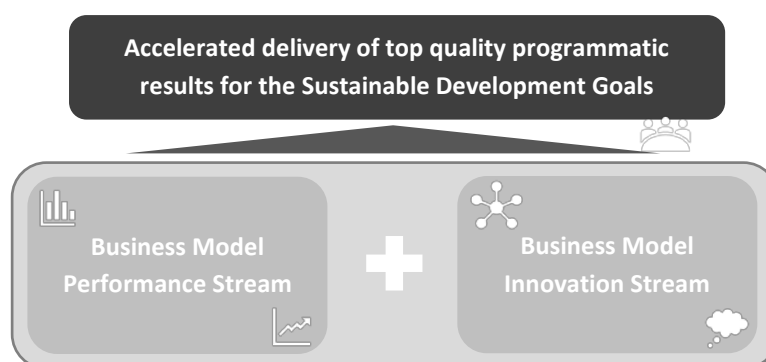 Accelerated delivery of top quality programmatic
results for the Sustainable Development Goals
Business Model
Performance Stream
Business Model
Innovation Stream